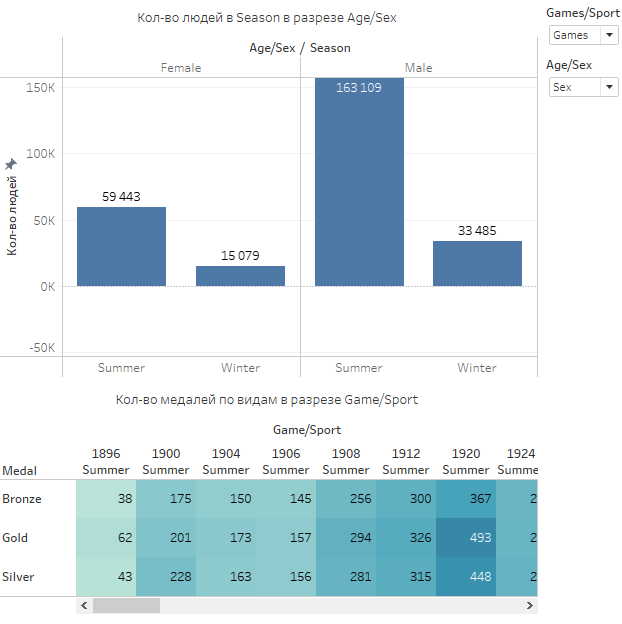 Кол-во людей в Season в разрезе Age/Sex
Age/Sex / Season
Female Male
150K
100K
50K
0K
-50K
Кол-во людей
59 443
15 079
163 109
33 485
Summer Winter Summer Winter
Games/Sport
Games
Age/Sex
Sex
Кол-во медалей по видам в разрезе Game/Sport
Game/Sport
1896 1900 1904 1906 1908 1912 1920 1924
Medal Summer Summer Summer Summer Summer Summer Summer Summe
Bronze 38 175 150 145 256 300 367 2
Gold 62 201 173 157 294 326 493 2
Silver 43 228 163 156 281 315 448 2